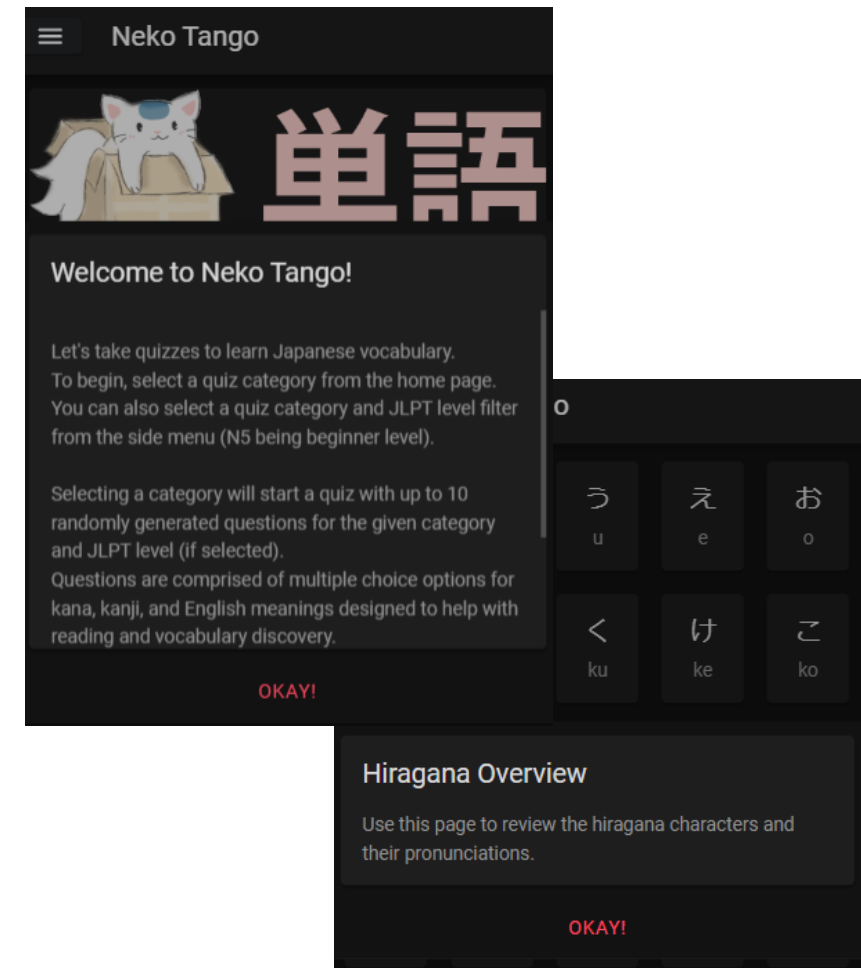 Neko Tango
単語
Welcome to Neko Tango!
Let's take quizzes to learn Japanese vocabulary.
To begin, select a quiz category from the home page.
You can also select a quiz category and JLPT level filter
from the side menu (N5 being beginner level).
Selecting a category will start a quiz with up to 10
randomly generated questions for the given category
and JLPT level (if selected).
Questions are comprised of multiple choice options for
kana, kanji, and English meanings designed to help with
reading and vocabulary discovery.
OKAY!
o
う え お
u e o
く け こ
ku ke ko
Hiragana Overview
Use this page to review the hiragana characters and
their pronunciations.
OKAY!